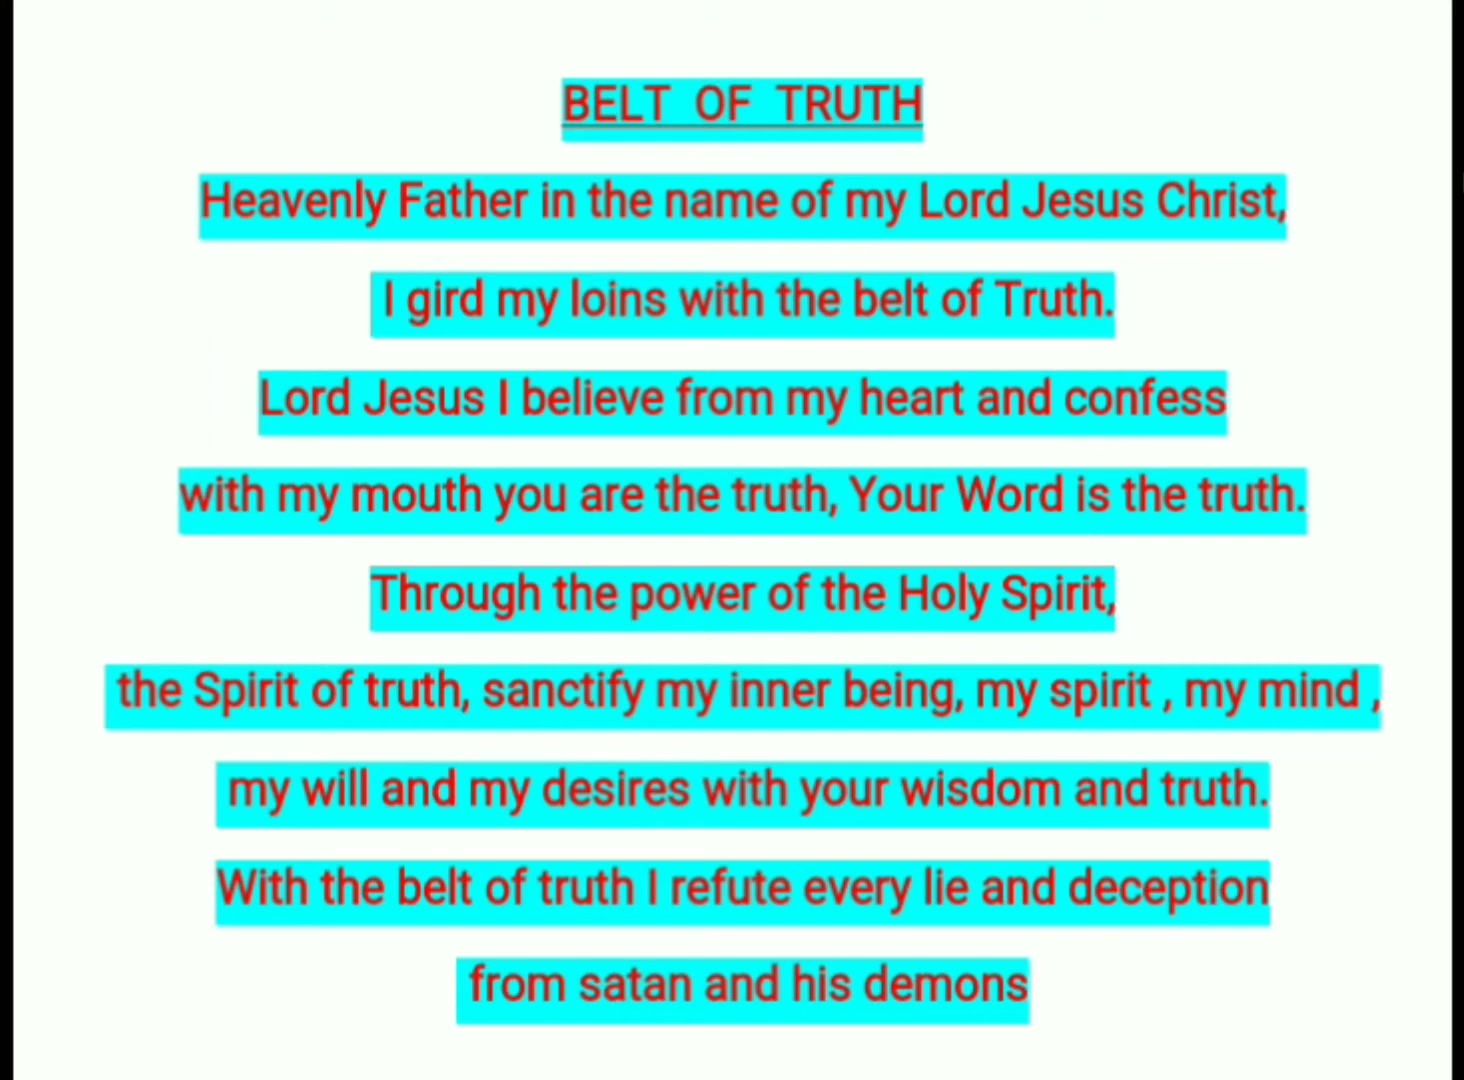 BELT OF TRUTH
Heavenly Father in the name of my Lord Jesus Christ,
I gird my loins with the belt of Truth.
Lord Jesus I believe from my heart and confess
with my mouth you are the truth, Your Word is the truth.
Through the power of the Holy Spirit,
the Spirit of truth, sanctify my inner being, my spirit , my mind ,
my will and my desires with your wisdom and truth.
With the belt of truth I refute every lie and deception
from satan and his demons